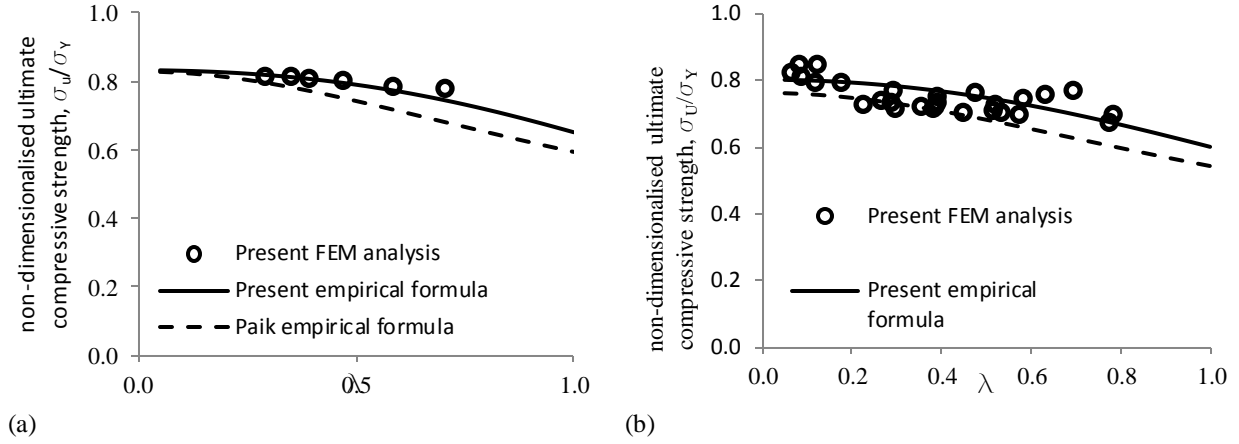 non-dimensionalised ultimate
compressive strength, σu/σY
1.0
0.8
0.6
0.4
0.2
0.0
0.0
0.5
1.0
λ
Present FEM analysis
Present empirical formula
Paik empirical formula
(a)
non-dimensionalised ultimate
compressive strength, σU/σY
1.0
0.8
0.6
0.4
0.2
0.0
0.0
0.2
0.4
0.6
0.8
1.0
λ
Present FEM analysis
Present empirical
formula
(b)